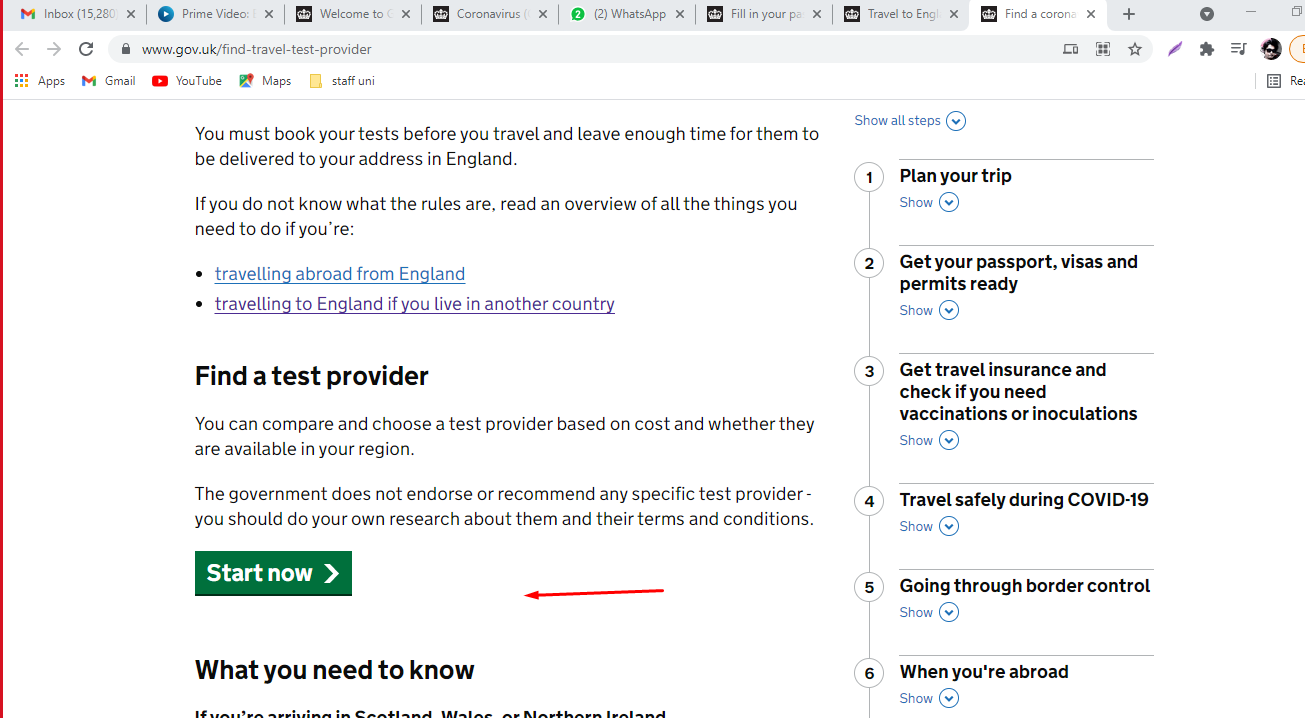 Inbox (15,280)
Prime Video:
Welcome to
Coronavirus (
(2) WhatsApp
Fill in your pa
Travel to Engl
Find a corona
www.gov.uk/find-travel-test-provider
Apps
Gmail
YouTube
Maps
staff uni
Rea
You must book your tests before you travel and leave enough time for them to
be delivered to your address in England.
If you do not know what the rules are, read an overview of all the things you
need to do if you’re:
travelling abroad from England
travelling to England if you live in another country
Find a test provider
You can compare and choose a test provider based on cost and whether they
are available in your region.
The government does not endorse or recommend any specific test provider -
you should do your own research about them and their terms and conditions.
Start now
What you need to know
If you’re arriving in Scotland, Wales, or Northern Ireland
Show all steps
1
Plan your trip
Show
2
Get your passport, visas and
permits ready
Show
3
Get travel insurance and
check if you need
vaccinations or inoculations
Show
4
Travel safely during COVID-19
Show
5
Going through border control
Show
6
When you're abroad
Show